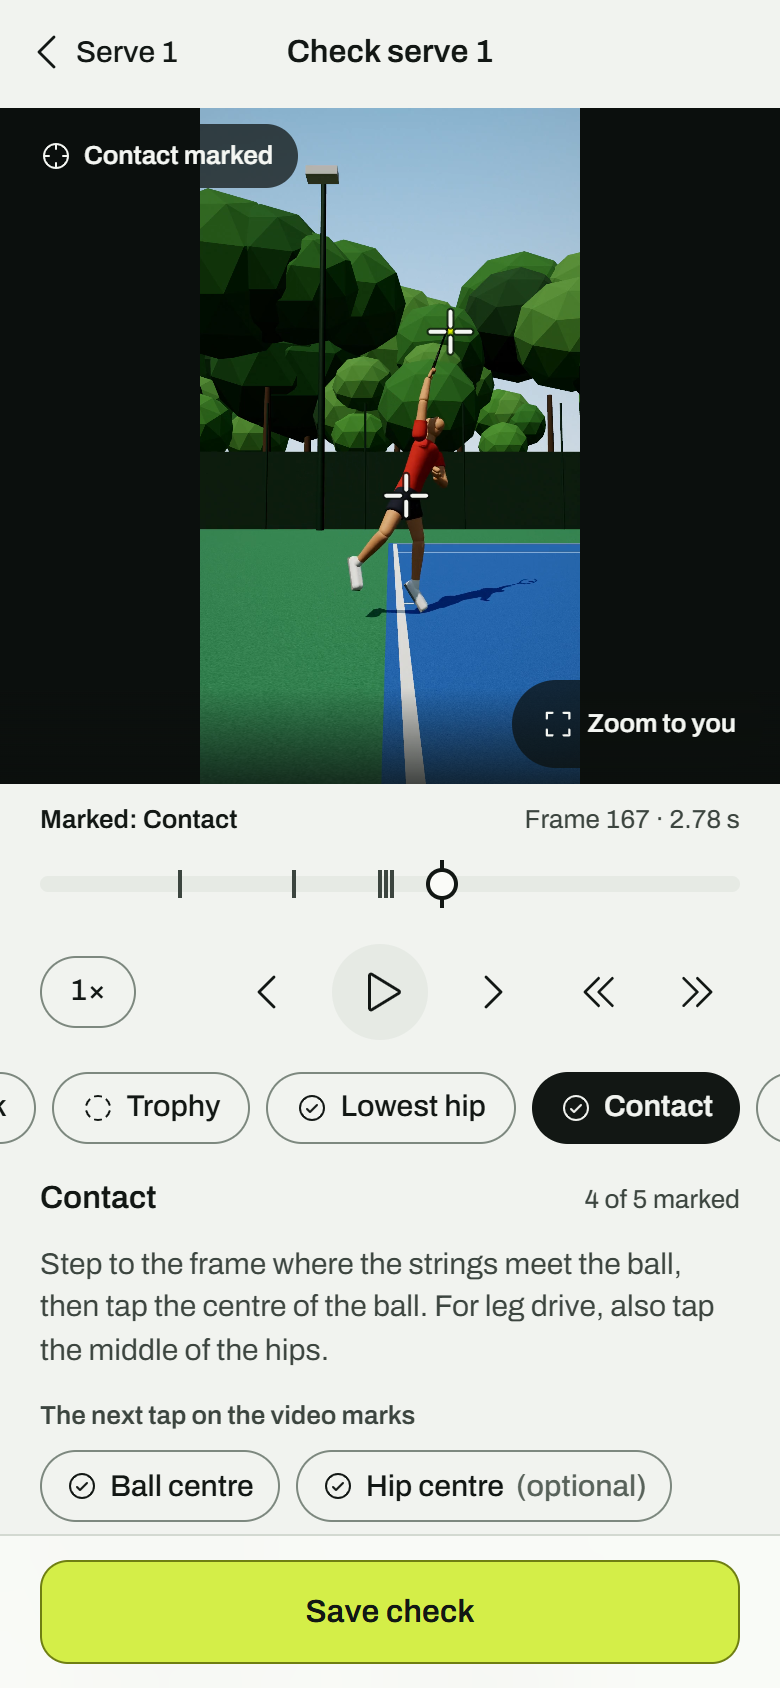 Serve 1
Check serve 1
Contact marked
Zoom to you
Marked: Contact
Frame 167 · 2.78 s
1×
Trophy
Lowest hip
Contact
Contact
4 of 5 marked
Step to the frame where the strings meet the ball,
then tap the centre of the ball. For leg drive, also tap
the middle of the hips.
The next tap on the video marks
Ball centre
Hip centre (optional)
Save check